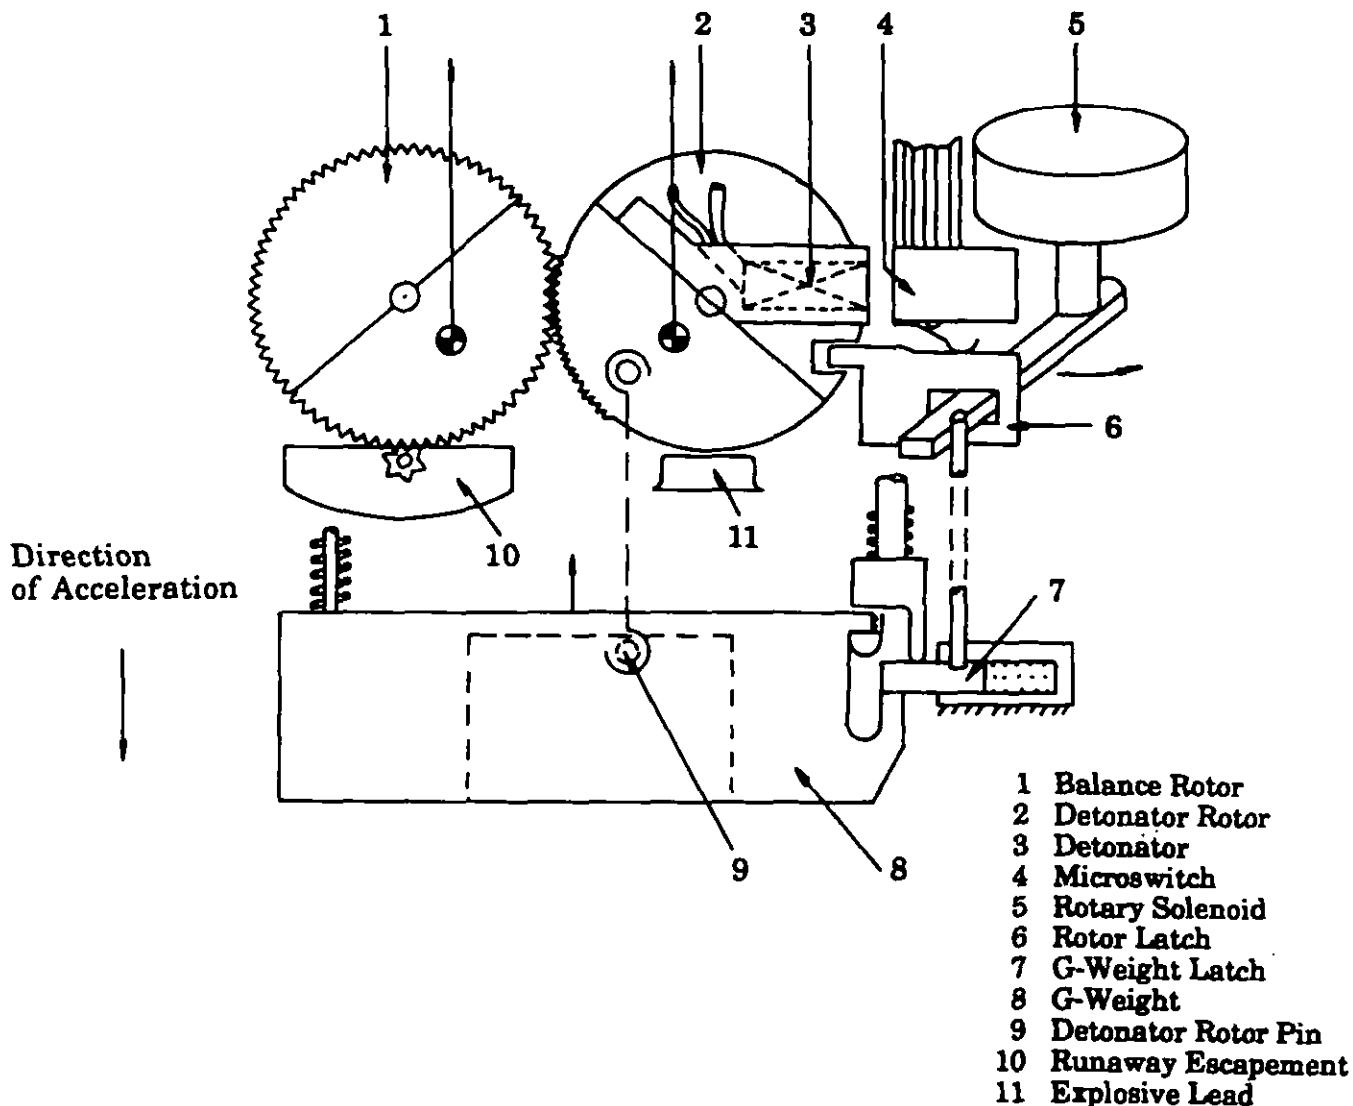 1 2 3 4 5
6
11
10
Direction
of Acceleration
7
9 8
1 Balance Rotor
2 Detonator Rotor
3 Detonator
4 Microswitch
5 Rotary Solenoid
6 Rotor Latch
7 G-Weight Latch
8 G-Weight
9 Detonator Rotor Pin
10 Runaway Escapement
11 Explosive Lead